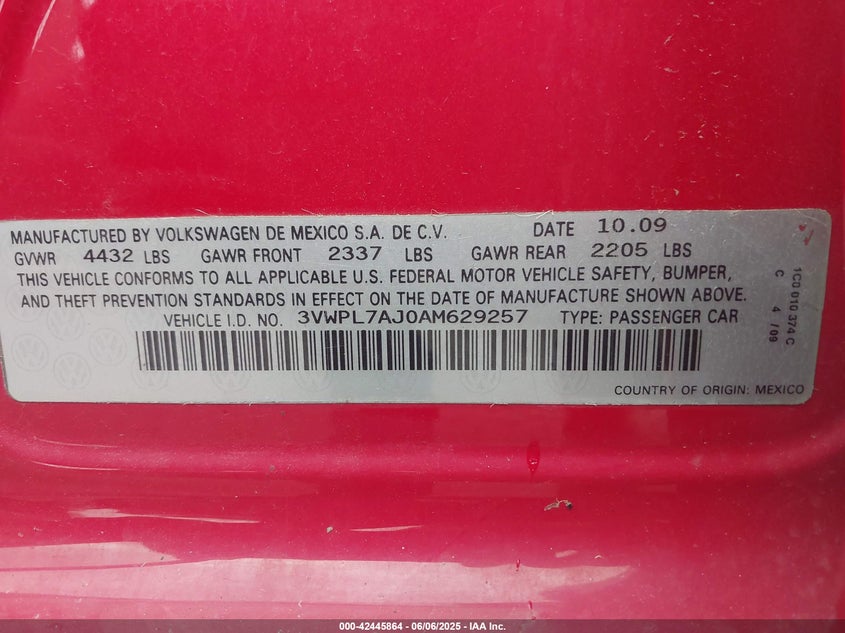 MANUFACTURED BY VOLKSWAGEN DE MEXICO S.A. DE C.V. DATE 10.09
GVWR 4432 LBS GAWR FRONT 2337 LBS GAWR REAR 2205 LBS
THIS VEHICLE CONFORMS TO ALL APPLICABLE U.S. FEDERAL MOTOR VEHICLE SAFETY, BUMPER,
AND THEFT PREVENTION STANDARDS IN EFFECT ON THE DATE OF MANUFACTURE SHOWN ABOVE.
VEHICLE I.D. NO. 3VWPL7AJ0AM629257 TYPE: PASSENGER CAR
COUNTRY OF ORIGIN: MEXICO
1C0 010 374 C
C 4 /09
000-42445864 - 06/06/2025 - IAA Inc.